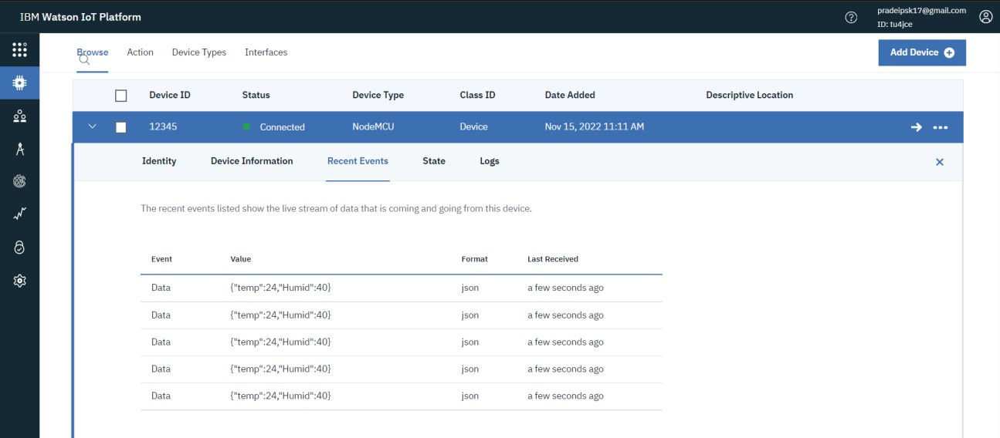 IBM Watson IoT Platform
pradeipsk17@gmail.com
ID: tu4jce
Browse Action Device Types Interfaces
Add Device
Device ID Status Device Type Class ID Date Added Descriptive Location
12345 Connected NodeMCU Device Nov 15, 2022 11:11 AM
Identity Device Information Recent Events State Logs
The recent events listed show the live stream of data that is coming and going from this device.
Event Value Format Last Received
Data {"temp":24,"Humid":40} json a few seconds ago
Data {"temp":24,"Humid":40} json a few seconds ago
Data {"temp":24,"Humid":40} json a few seconds ago
Data {"temp":24,"Humid":40} json a few seconds ago
Data {"temp":24,"Humid":40} json a few seconds ago